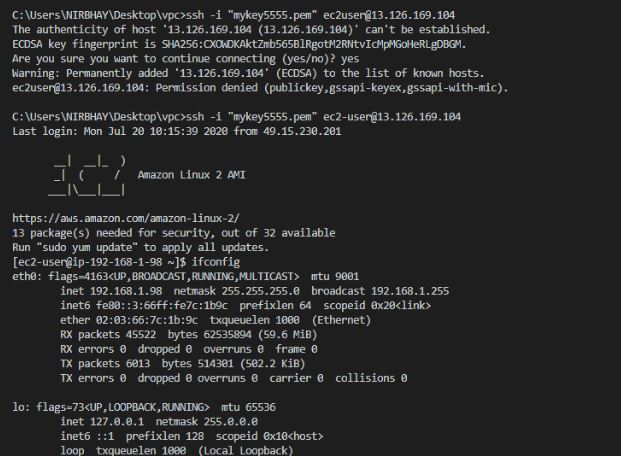 C:\Users\NIRBHAY\Desktop\vpc>ssh -i "mykey5555.pem" ec2user@13.126.169.104
The authenticity of host '13.126.169.104 (13.126.169.104)' can't be established.
ECDSA key fingerprint is SHA256:CXOWDKAktZmb565BlRgotM2RNtvIcMpMGoHeRLgDBGM.
Are you sure you want to continue connecting (yes/no)? yes
Warning: Permanently added '13.126.169.104' (ECDSA) to the list of known hosts.
ec2user@13.126.169.104: Permission denied (publickey,gssapi-keyex,gssapi-with-mic).
C:\Users\NIRBHAY\Desktop\vpc>ssh -i "mykey5555.pem" ec2-user@13.126.169.104
Last login: Mon Jul 20 10:15:39 2020 from 49.15.230.201
__|  __|_  )
_|  (     /   Amazon Linux 2 AMI
___|\___|___|
https://aws.amazon.com/amazon-linux-2/
13 package(s) needed for security, out of 32 available
Run "sudo yum update" to apply all updates.
[ec2-user@ip-192-168-1-98 ~]$ ifconfig
eth0: flags=4163<UP,BROADCAST,RUNNING,MULTICAST>  mtu 9001
inet 192.168.1.98  netmask 255.255.255.0  broadcast 192.168.1.255
inet6 fe80::3:66ff:fe7c:1b9c  prefixlen 64  scopeid 0x20<link>
ether 02:03:66:7c:1b:9c  txqueuelen 1000  (Ethernet)
RX packets 45522  bytes 62535894 (59.6 MiB)
RX errors 0  dropped 0  overruns 0  frame 0
TX packets 6013  bytes 514301 (502.2 KiB)
TX errors 0  dropped 0 overruns 0  carrier 0  collisions 0
lo: flags=73<UP,LOOPBACK,RUNNING>  mtu 65536
inet 127.0.0.1  netmask 255.0.0.0
inet6 ::1  prefixlen 128  scopeid 0x10<host>
loop  txqueuelen 1000  (Local Loopback)